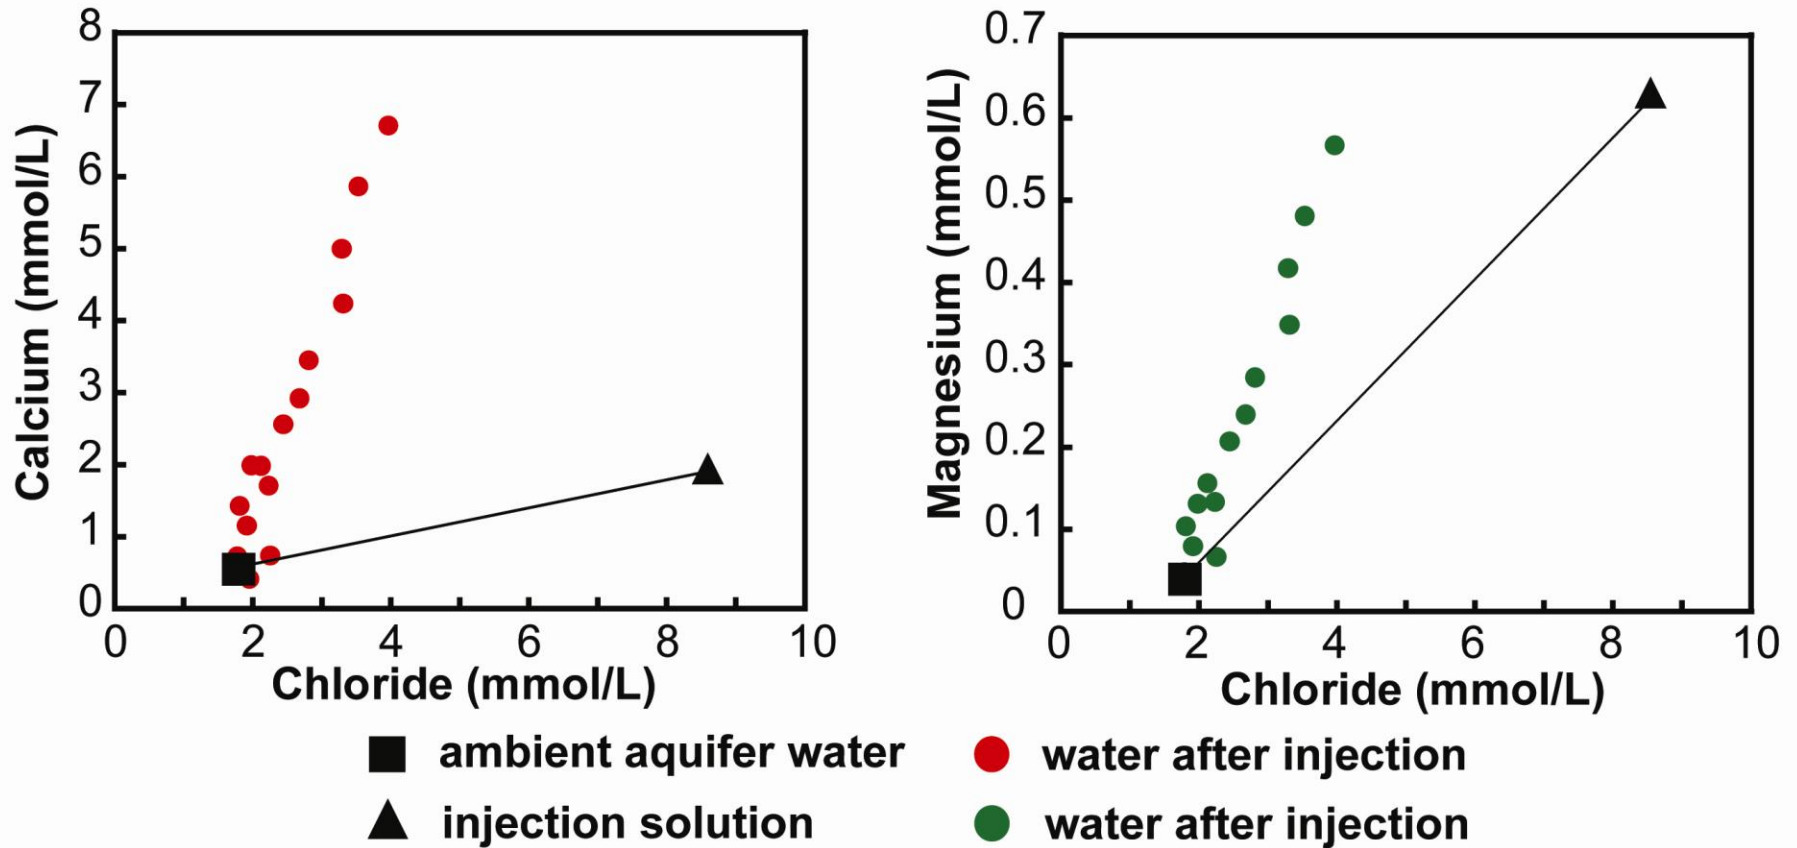 8
7
6
5
4
3
2
1
0
Calcium (mmol/L)
0 2 4 6 8 10
Chloride (mmol/L)
0.7
0.6
0.5
0.4
0.3
0.2
0.1
0
Magnesium (mmol/L)
0 2 4 6 8 10
Chloride (mmol/L)
ambient aquifer water
water after injection
injection solution
water after injection